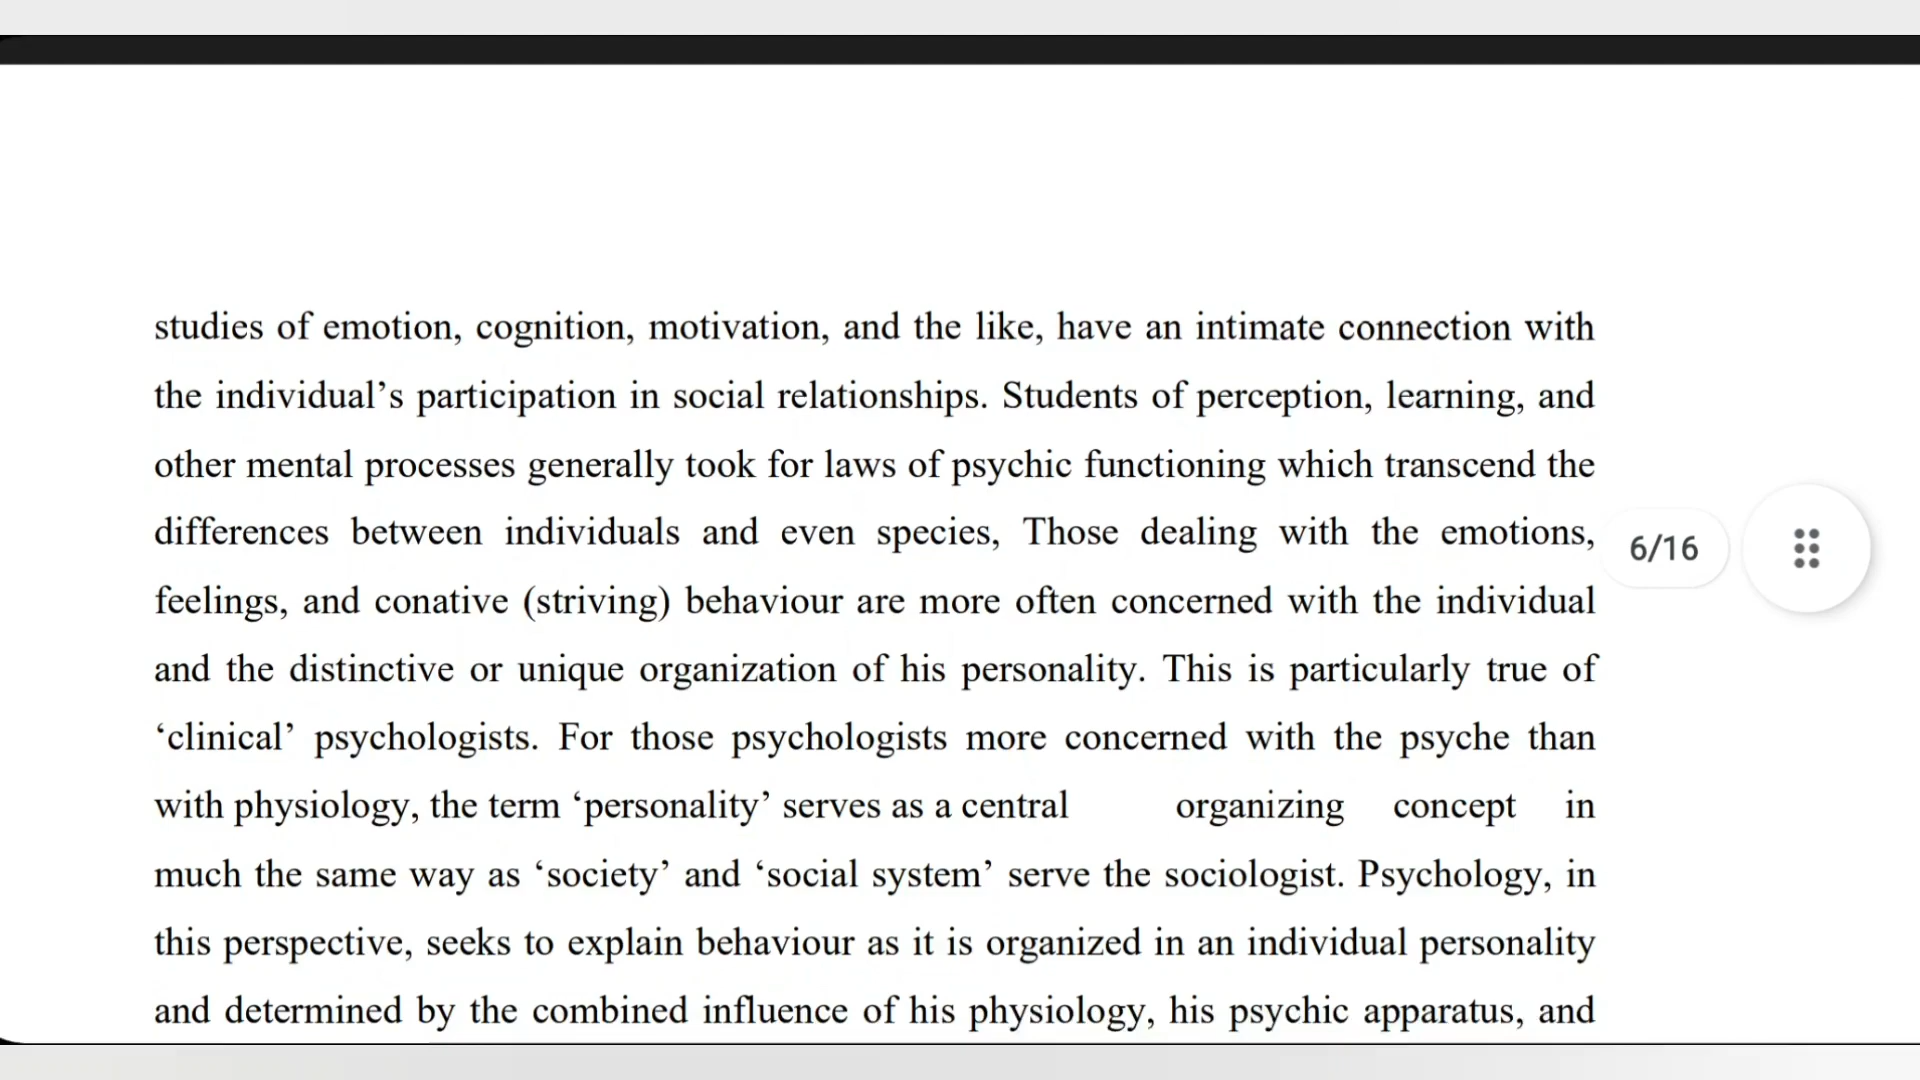 studies of emotion, cognition, motivation, and the like, have an intimate connection with
the individual’s participation in social relationships. Students of perception, learning, and
other mental processes generally took for laws of psychic functioning which transcend the
differences between individuals and even species, Those dealing with the emotions,
feelings, and conative (striving) behaviour are more often concerned with the individual
and the distinctive or unique organization of his personality. This is particularly true of
‘clinical’ psychologists. For those psychologists more concerned with the psyche than
with physiology, the term ‘personality’ serves as a central organizing concept in
much the same way as ‘society’ and ‘social system’ serve the sociologist. Psychology, in
this perspective, seeks to explain behaviour as it is organized in an individual personality
and determined by the combined influence of his physiology, his psychic apparatus, and
6/16